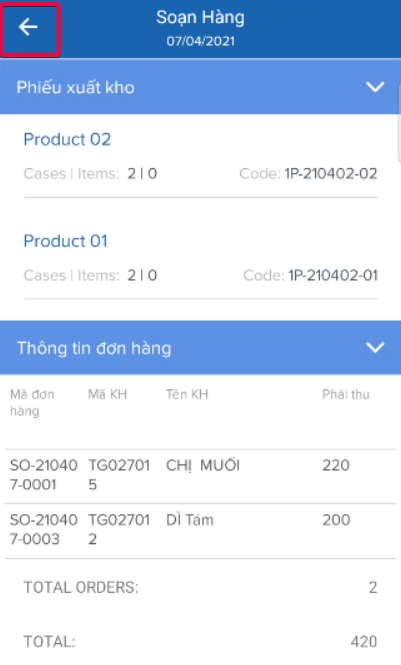 Soạn Hàng
07/04/2021
Phiếu xuất kho
Product 02
Cases | Items: 2 | 0 Code: 1P-210402-02
Product 01
Cases | Items: 2 | 0 Code: 1P-210402-01
Thông tin đơn hàng
Mã đơn hàng Mã KH Tên KH Phải thu
SO-210407-0001 TG027015 CHỊ MUỐI 220
SO-210407-0003 TG027012 DÌ Tám 200
TOTAL ORDERS: 2
TOTAL: 420